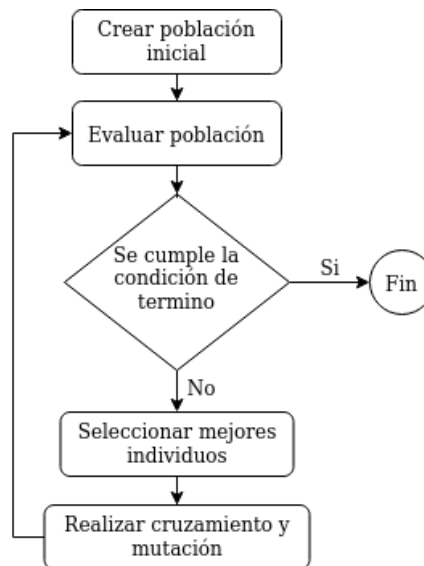 Crear población
inicial
Evaluar población
Se cumple la
condición de
termino
Si
Fin
No
Seleccionar mejores
individuos
Realizar cruzamiento y
mutación